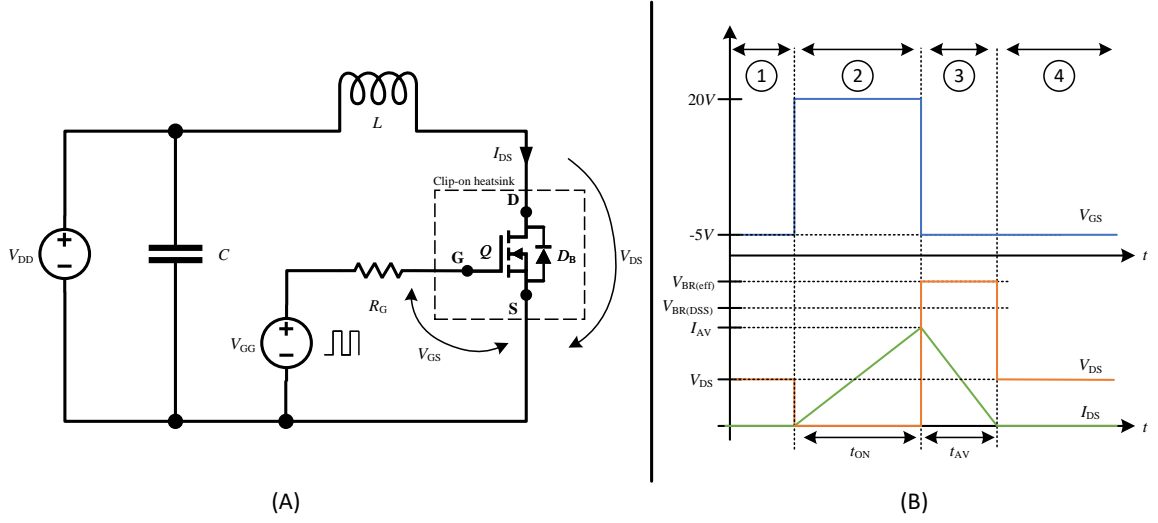 L
I_DS
Clip-on heatsink
D
V_DD
C
Q
D_B
V_DS
G
R_G
S
V_GG
V_GS
(A)
1
2
3
4
20V
V_GS
-5V
t
V_BR(eff)
V_BR(DSS)
I_AV
V_DS
V_DS
I_DS
t
t_ON
t_AV
(B)